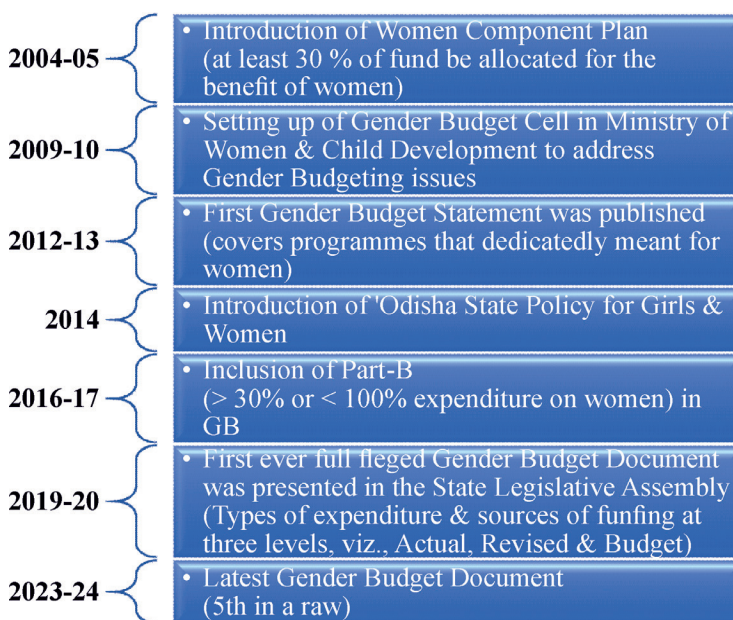 2004-05
• Introduction of Women Component Plan
(at least 30 % of fund be allocated for the
benefit of women)
2009-10
• Setting up of Gender Budget Cell in Ministry of
Women & Child Development to address
Gender Budgeting issues
2012-13
• First Gender Budget Statement was published
(covers programmes that dedicatedly meant for
women)
2014
• Introduction of 'Odisha State Policy for Girls &
Women
2016-17
• Inclusion of Part-B
(> 30% or < 100% expenditure on women) in
GB
2019-20
• First ever full fleged Gender Budget Document
was presented in the State Legislative Assembly
(Types of expenditure & sources of funfing at
three levels, viz., Actual, Revised & Budget)
2023-24
• Latest Gender Budget Document
(5th in a raw)